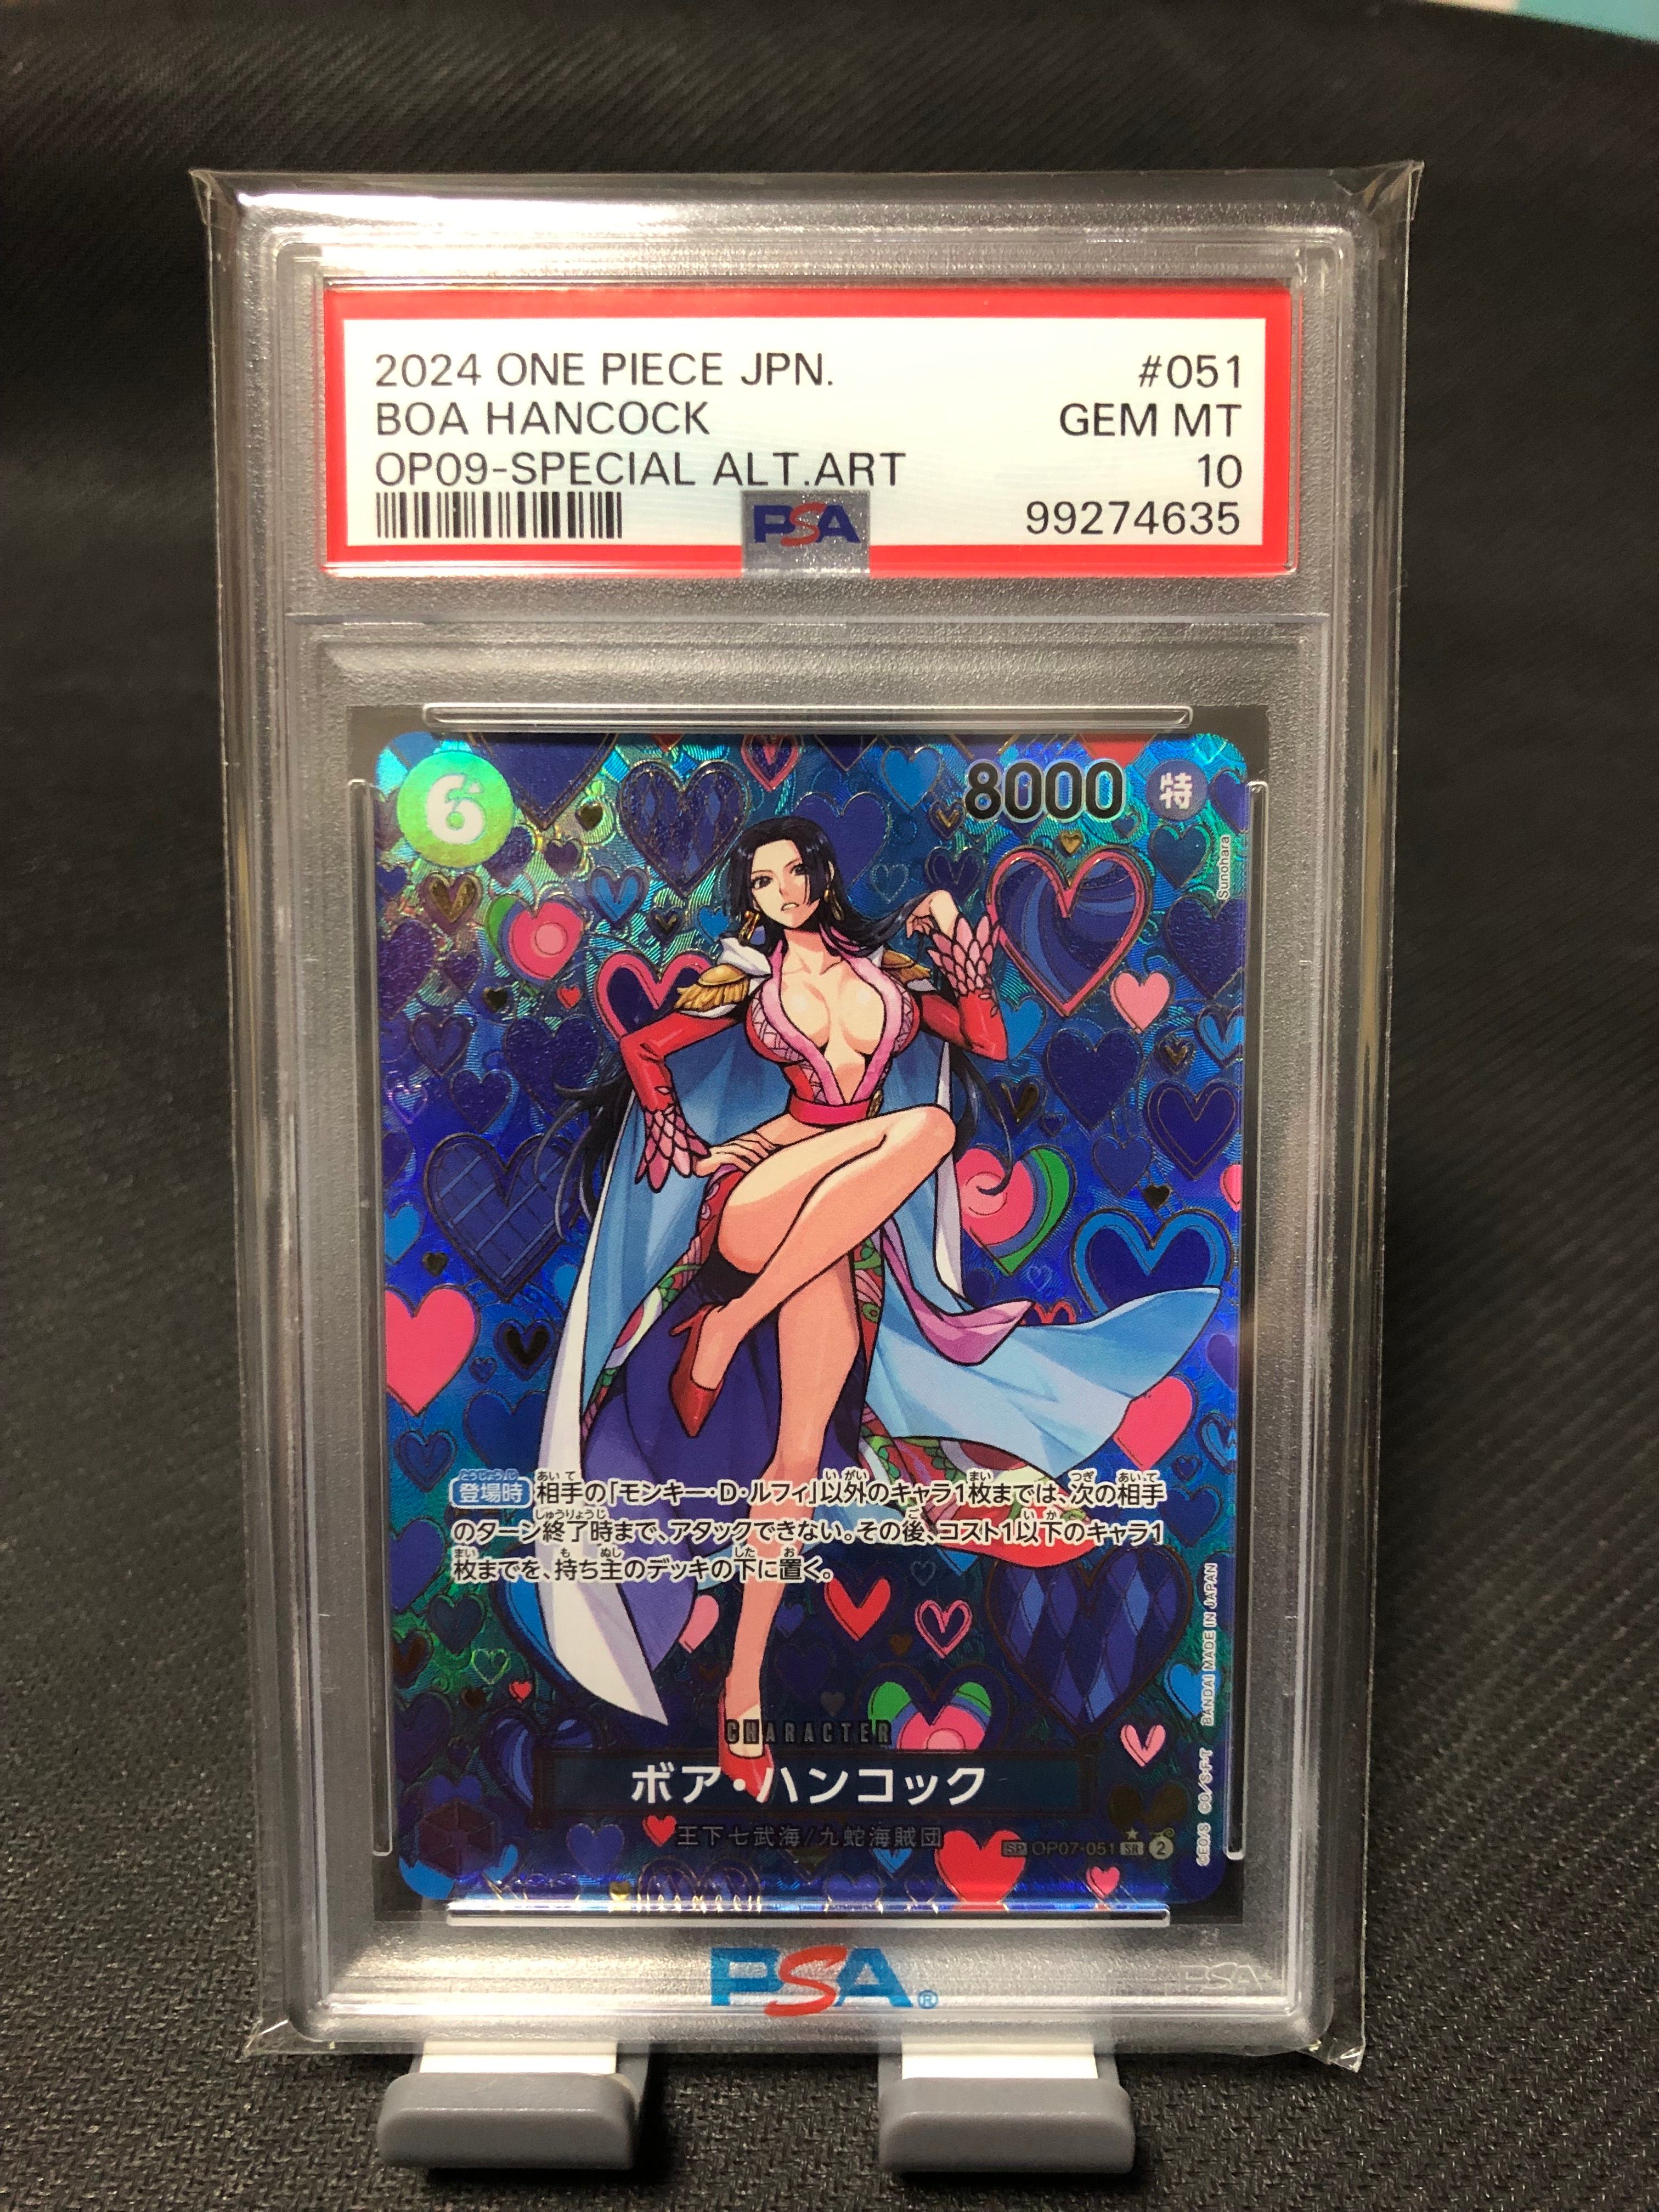 2024 ONE PIECE JPN. #051
BOA HANCOCK GEM MT
OP09-SPECIAL ALT.ART 10
PSA 99274635
6 8000 特
Sunohara
登場時 相手の「モンキー・D・ルフィ」以外のキャラ1枚までは、次の相手
のターン終了時まで、アタックできない。その後、コスト1以下のキャラ1
枚までを、持ち主のデッキの下に置く。
BANDAI MADE IN JAPAN
CHARACTER
ボア・ハンコック
王下七武海/九蛇海賊団
SP OP07-051 SR 2
PSA®
PSA